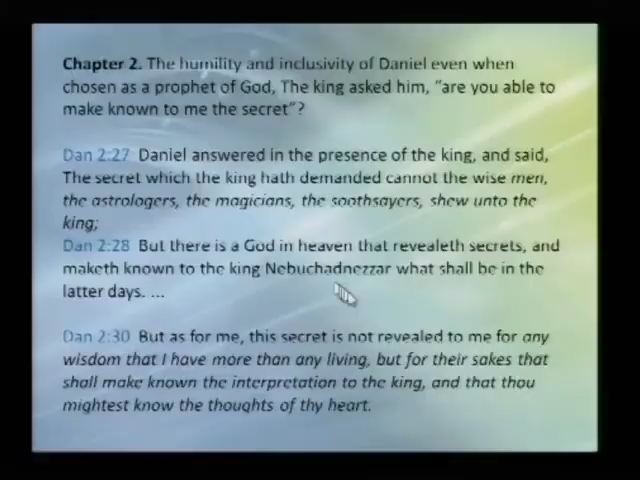 Chapter 2. The humility and inclusivity of Daniel even when
chosen as a prophet of God, The king asked him, "are you able to
make known to me the secret"?
Dan 2:27 Daniel answered in the presence of the king, and said,
The secret which the king hath demanded cannot the wise men,
the astrologers, the magicians, the soothsayers, shew unto the
king;
Dan 2:28 But there is a God in heaven that revealeth secrets, and
maketh known to the king Nebuchadnezzar what shall be in the
latter days. ...
Dan 2:30 But as for me, this secret is not revealed to me for any
wisdom that I have more than any living, but for their sakes that
shall make known the interpretation to the king, and that thou
mightest know the thoughts of thy heart.